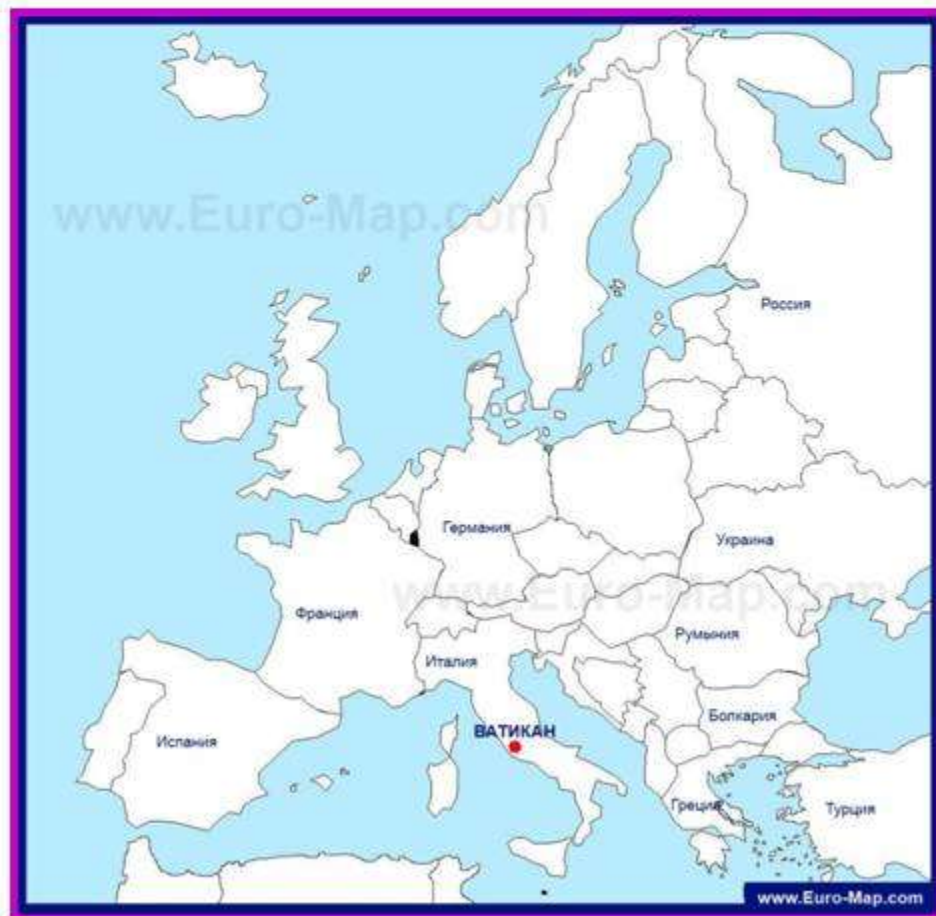 www.Euro-Map.com
Россия
Германия
Украина
www.Euro-Map.com
Франция
Румыния
Италия
Болкария
Испания
ВАТИКАН
Греция
Турция
www.Euro-Map.com